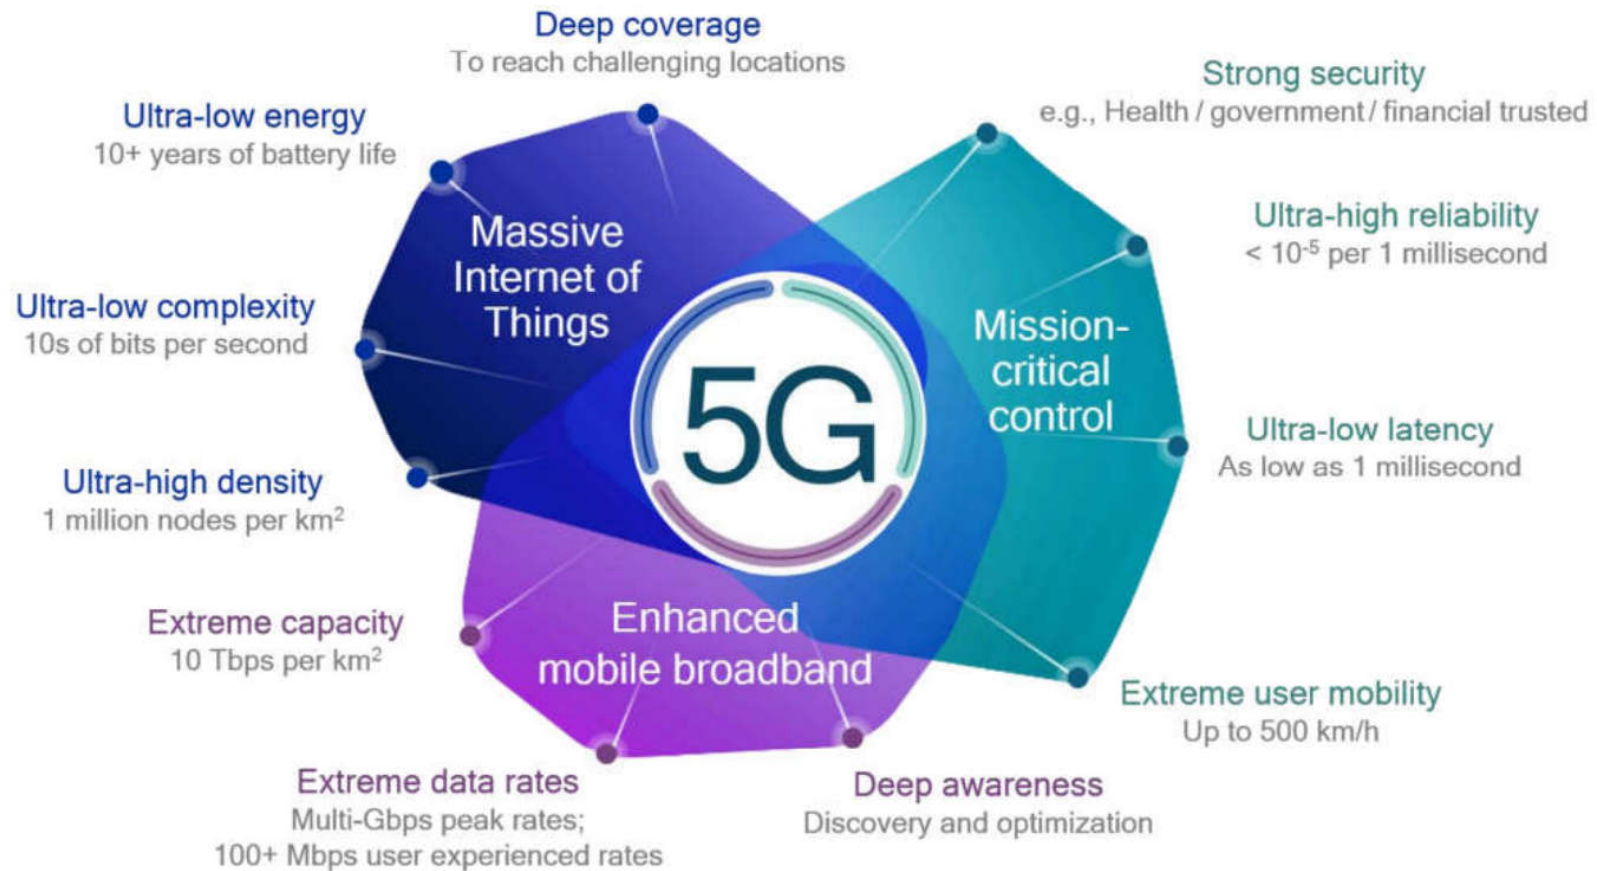 Deep coverage
To reach challenging locations
Strong security
e.g., Health / government / financial trusted
Ultra-low energy
10+ years of battery life
Ultra-high reliability
< 10⁻⁵ per 1 millisecond
Massive
Internet of
Things
Ultra-low complexity
10s of bits per second
Mission-
critical
control
5G
Ultra-low latency
As low as 1 millisecond
Ultra-high density
1 million nodes per km²
Extreme capacity
10 Tbps per km²
Enhanced
mobile broadband
Extreme user mobility
Up to 500 km/h
Extreme data rates
Multi-Gbps peak rates;
100+ Mbps user experienced rates
Deep awareness
Discovery and optimization